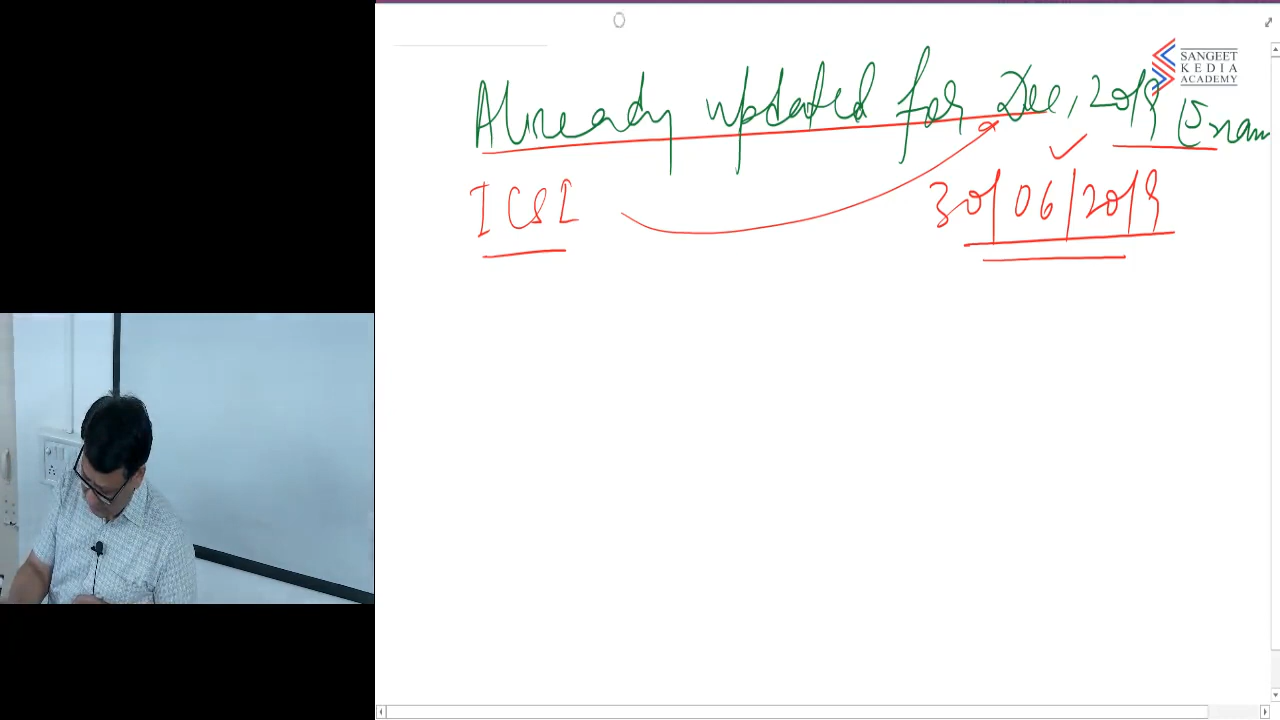 SANGEET
KEDIA
ACADEMY
Already updated for Dec, 2019 (Exam
ICSI 30/06/2019